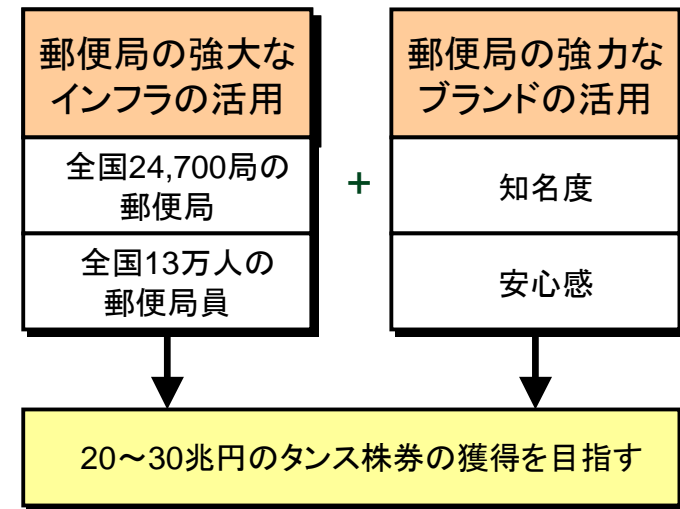 郵便局の強大な
インフラの活用
全国24,700局の
郵便局
全国13万人の
郵便局員
+
郵便局の強力な
ブランドの活用
知名度
安心感
20～30兆円のタンス株券の獲得を目指す